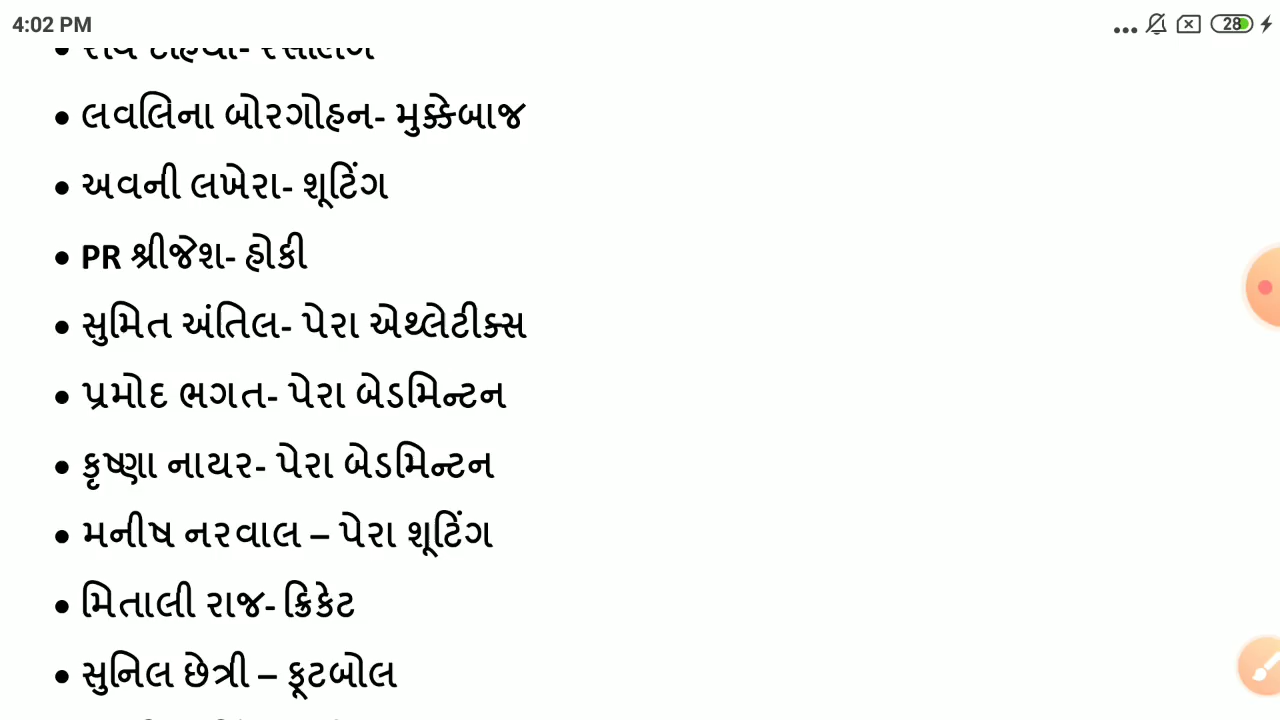 4:02 PM
28
• લવલિના બોરગોહન- મુક્કેબાજ
• અવની લખેરા- શૂટિંગ
• PR શ્રીજેશ- હોકી
• સુમિત અંતિલ- પેરા એથ્લેટીક્સ
• પ્રમોદ ભગત- પેરા બેડમિન્ટન
• કૃષ્ણા નાયર- પેરા બેડમિન્ટન
• મનીષ નરવાલ – પેરા શૂટિંગ
• મિતાલી રાજ- ક્રિકેટ
• સુનિલ છેત્રી – ફૂટબોલ